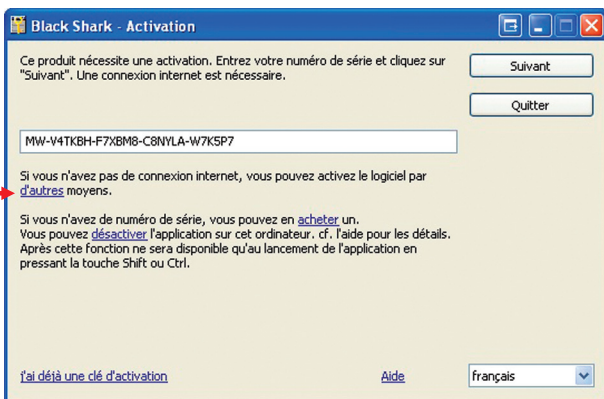 Black Shark - Activation
Ce produit nécessite une activation. Entrez votre numéro de série et cliquez sur
"Suivant". Une connexion internet est nécessaire.
Suivant
Quitter
MW-V4TKBH-F7XBM8-C8NYLA-W7K5P7
Si vous n'avez pas de connexion internet, vous pouvez activez le logiciel par
d'autres moyens.
Si vous n'avez de numéro de série, vous pouvez en acheter un.
Vous pouvez désactiver l'application sur cet ordinateur. cf. l'aide pour les détails.
Après cette fonction ne sera disponible qu'au lancement de l'application en
pressant la touche Shift ou Ctrl.
j'ai déjà une clé d'activation
Aide
français